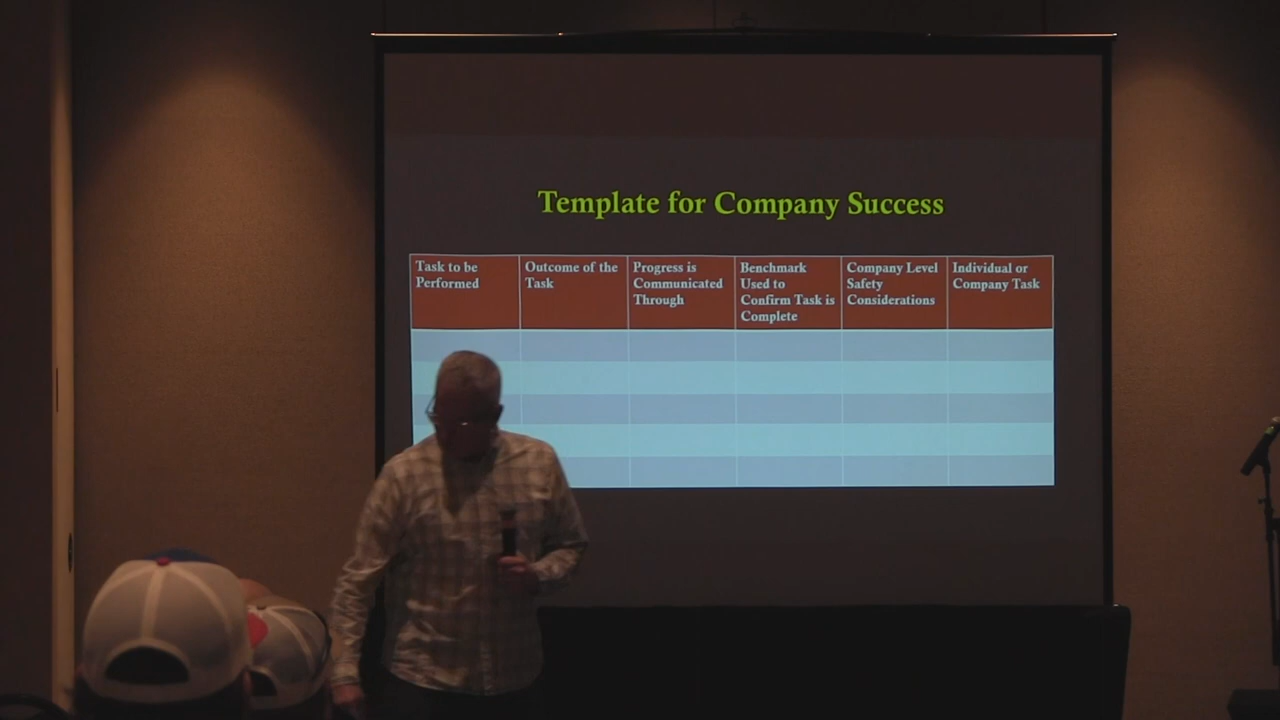 Template for Company Success
Task to be
Performed
Outcome of the
Task
Progress is
Communicated
Through
Benchmark
Used to
Confirm Task is
Complete
Company Level
Safety
Considerations
Individual or
Company Task